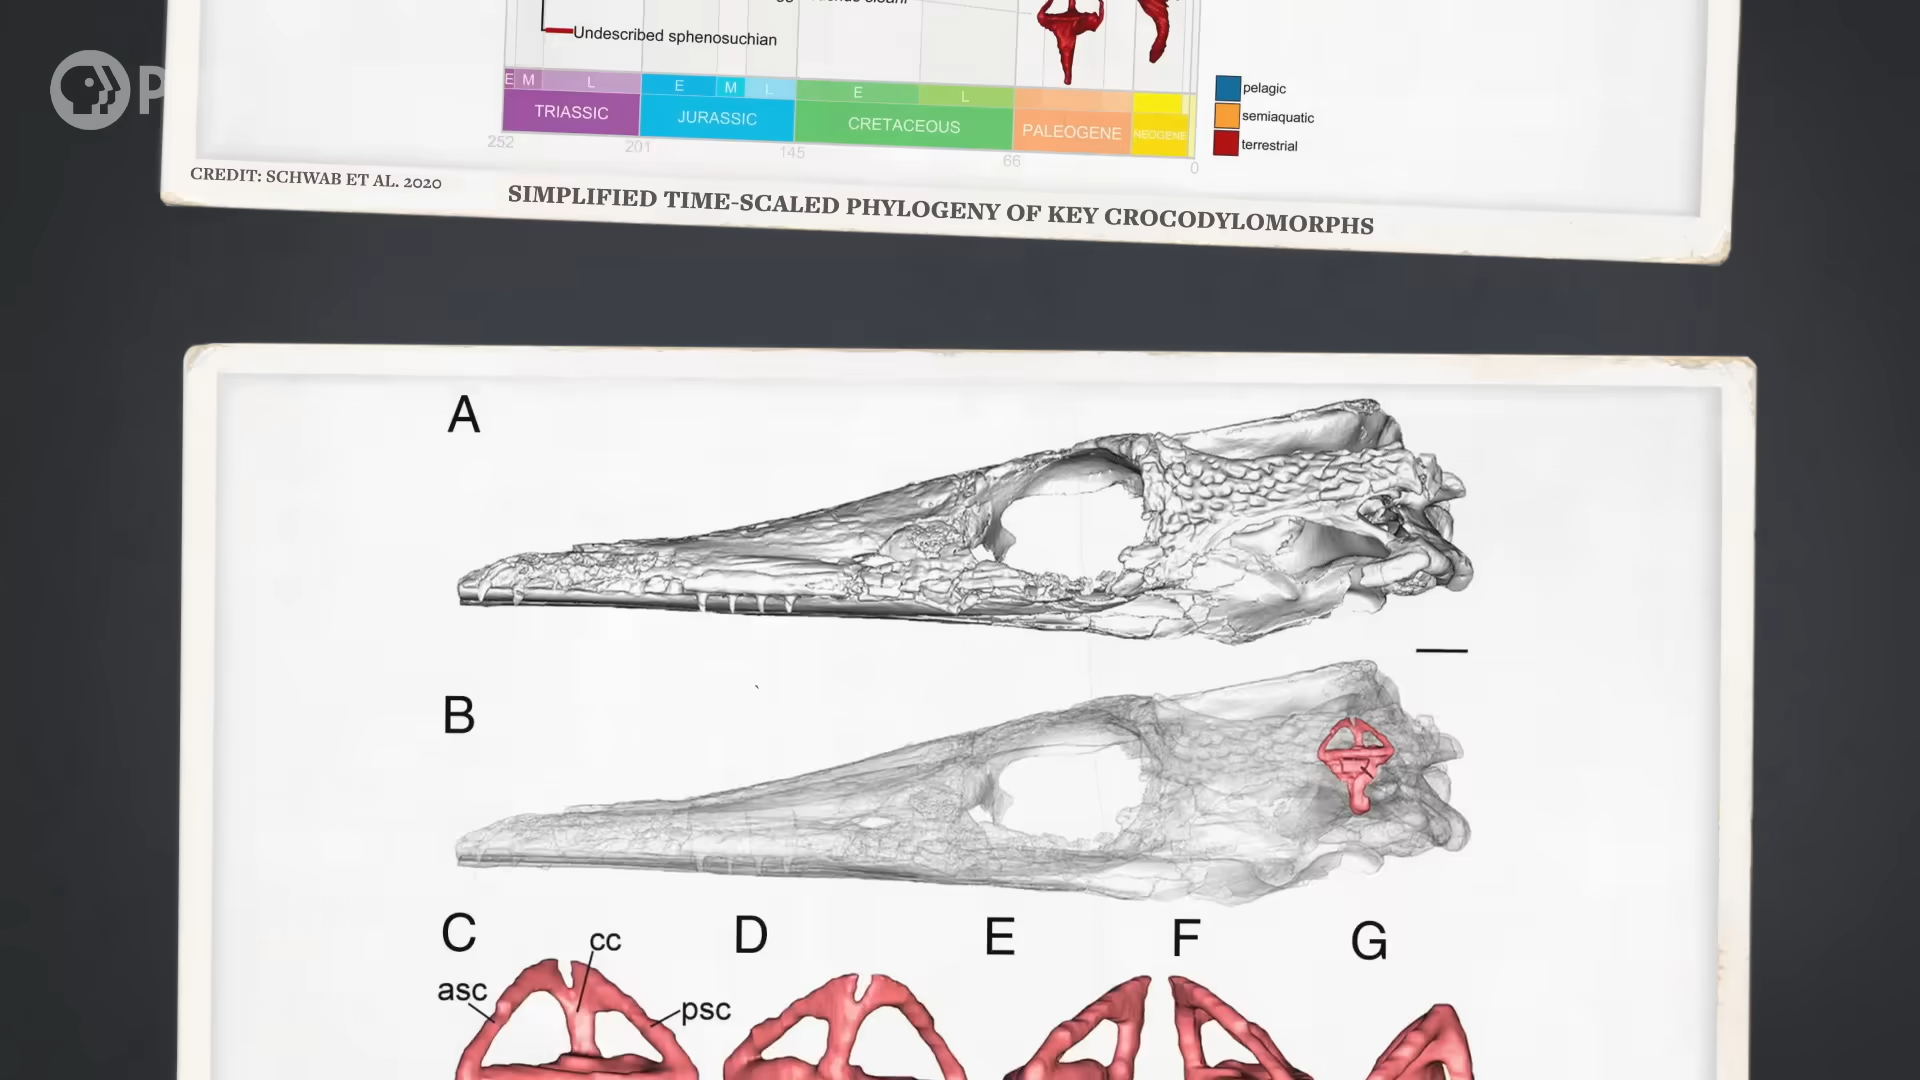 Undescribed sphenosuchian
E M L E M L E L
TRIASSIC JURASSIC CRETACEOUS PALEOGENE NEOGENE
252 201 145 66 0
pelagic
semiaquatic
terrestrial
P
CREDIT: SCHWAB ET AL. 2020
SIMPLIFIED TIME-SCALED PHYLOGENY OF KEY CROCODYLOMORPHS
A
B
C D E F G
cc
asc
psc